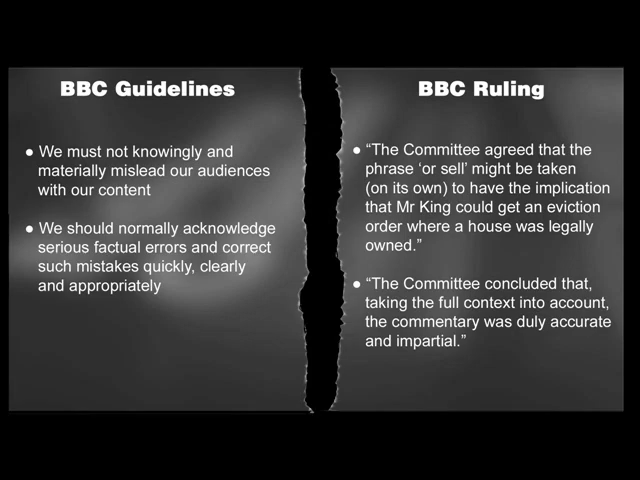 BBC Guidelines
● We must not knowingly and
materially mislead our audiences
with our content
● We should normally acknowledge
serious factual errors and correct
such mistakes quickly, clearly
and appropriately
BBC Ruling
● “The Committee agreed that the
phrase ‘or sell’ might be taken
(on its own) to have the implication
that Mr King could get an eviction
order where a house was legally
owned.”
● “The Committee concluded that,
taking the full context into account,
the commentary was duly accurate
and impartial.”